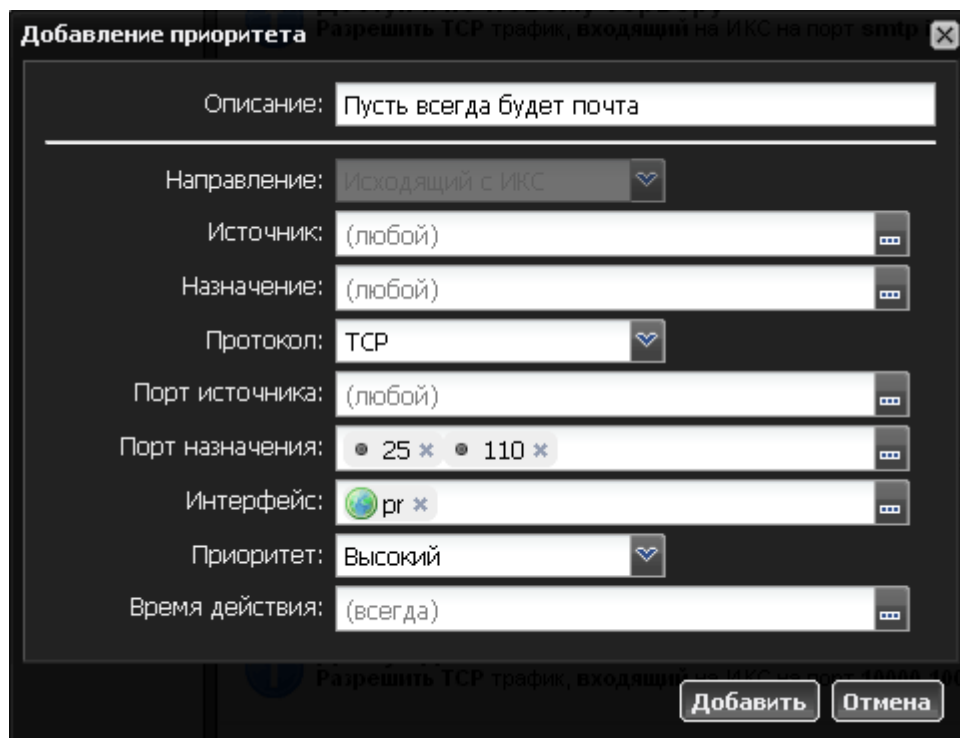 Добавление приоритета
Разрешить TCP трафик, входящий на ИКС на порт smtp
Описание: Пусть всегда будет почта
Направление: Исходящий с ИКС
Источник: (любой)
Назначение: (любой)
Протокол: TCP
Порт источника: (любой)
Порт назначения: 25 110
Интерфейс: pr
Приоритет: Высокий
Время действия: (всегда)
Разрешить TCP трафик, входящий на ИКС на порт
Добавить Отмена